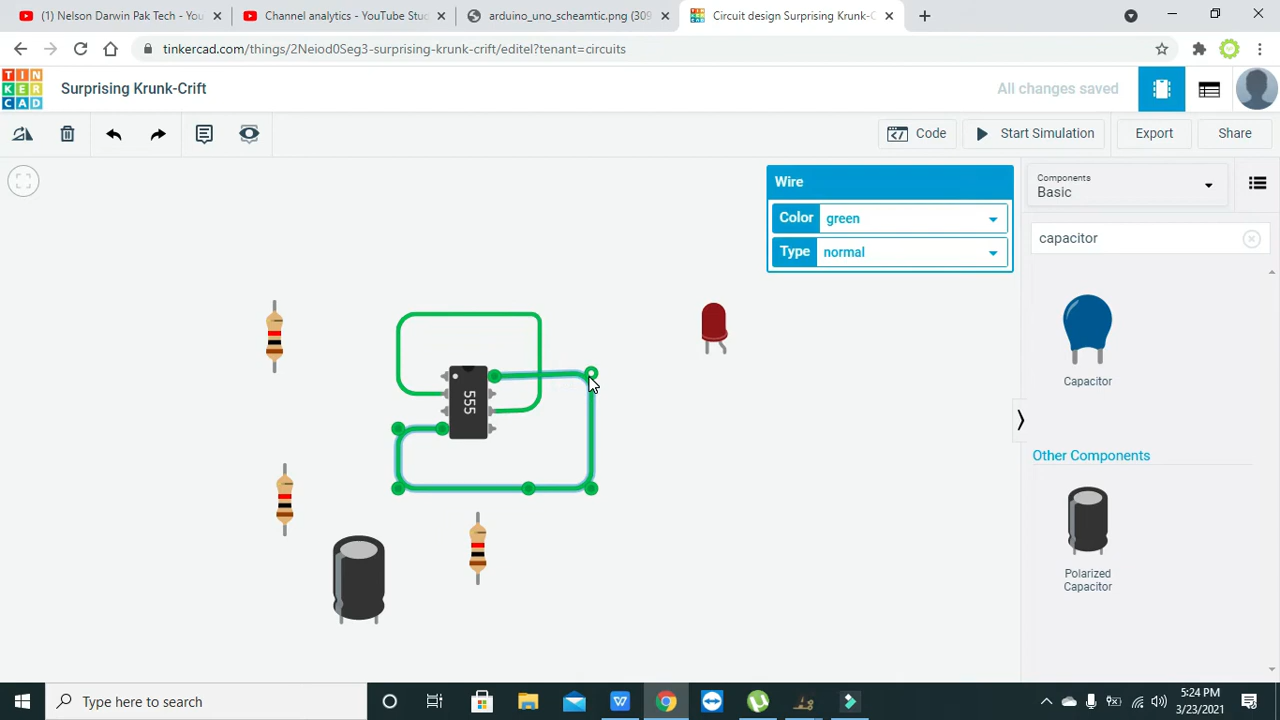 (1) Nelson Darwin Pak Tech - You
Channel analytics - YouTube Stu
arduino_uno_scheamtic.png (309
Circuit design Surprising Krunk-C
tinkercad.com/things/2Neiod0Seg3-surprising-krunk-crift/editel?tenant=circuits
TIN
KER
CAD
Surprising Krunk-Crift
All changes saved
Code
Start Simulation
Export
Share
Wire
Color
green
Type
normal
Components
Basic
capacitor
Capacitor
555
Other Components
Polarized
Capacitor
Type here to search
5:24 PM
3/23/2021